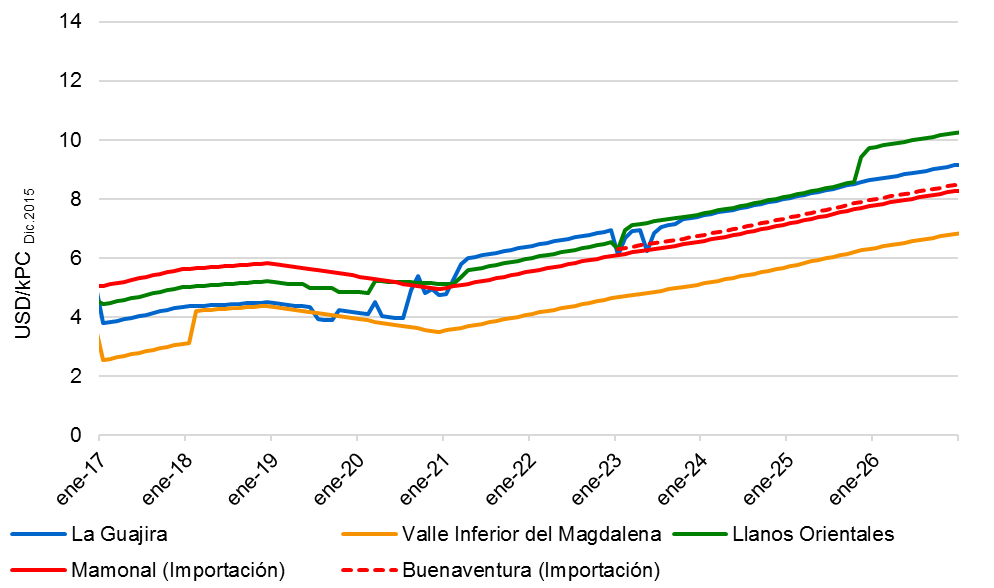 14
12
10
8
6
4
2
0
USD/kPC Dic.2015
ene-17
ene-18
ene-19
ene-20
ene-21
ene-22
ene-23
ene-24
ene-25
ene-26
La Guajira
Valle Inferior del Magdalena
Llanos Orientales
Mamonal (Importación)
Buenaventura (Importación)